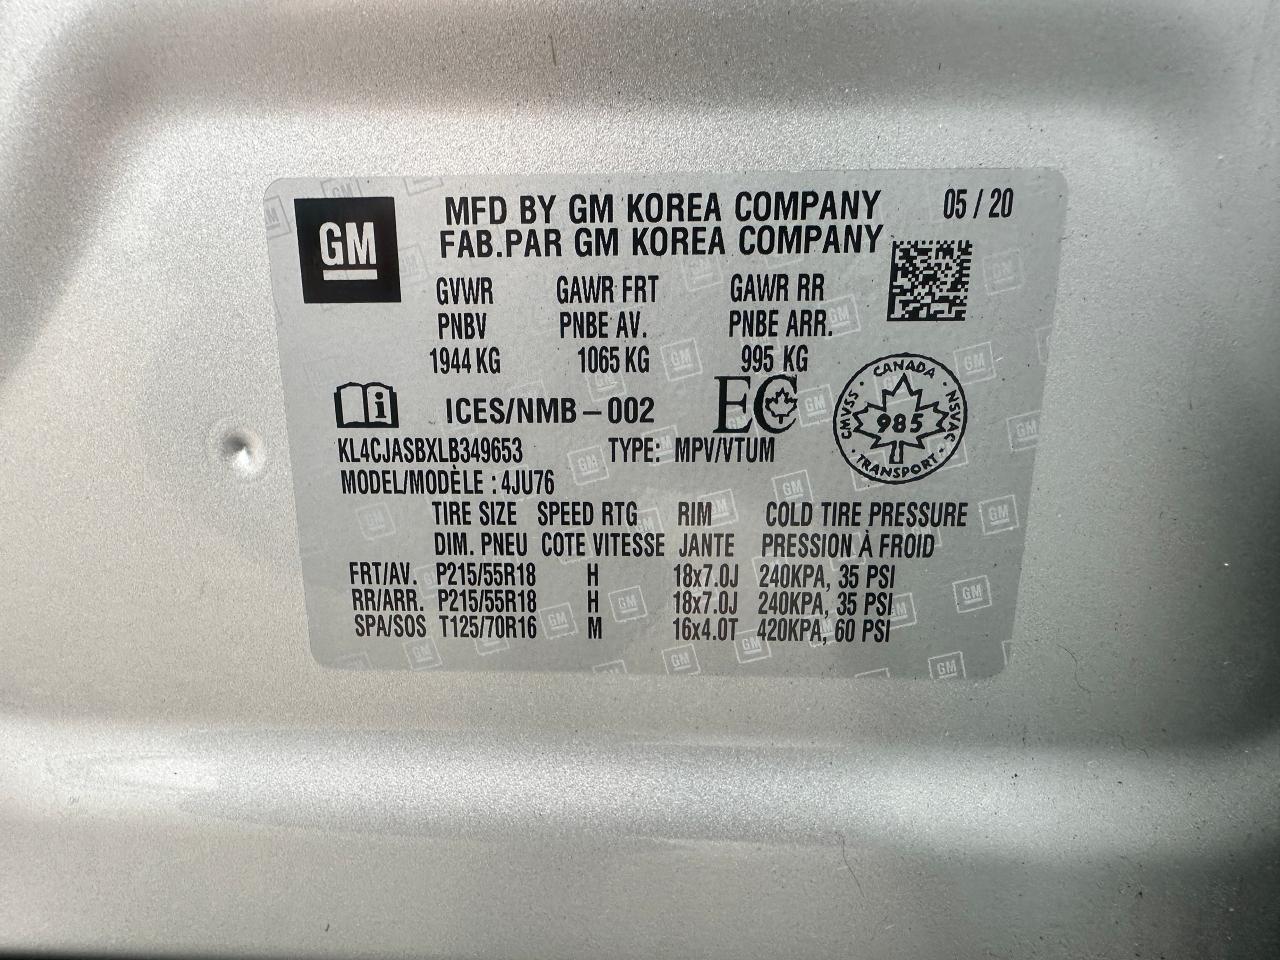 GM
MFD BY GM KOREA COMPANY 05 / 20
FAB.PAR GM KOREA COMPANY
GVWR GAWR FRT GAWR RR
PNBV PNBE AV. PNBE ARR.
1944 KG 1065 KG 995 KG
ICES/NMB-002 EC
CANADA CMVSS NSVAC 985 TRANSPORT
KL4CJASBXLB349653 TYPE: MPV/VTUM
MODEL/MODÈLE : 4JU76
TIRE SIZE SPEED RTG RIM COLD TIRE PRESSURE
DIM. PNEU COTE VITESSE JANTE PRESSION À FROID
FRT/AV. P215/55R18 H 18x7.0J 240KPA, 35 PSI
RR/ARR. P215/55R18 H 18x7.0J 240KPA, 35 PSI
SPA/SOS T125/70R16 M 16x4.0T 420KPA, 60 PSI